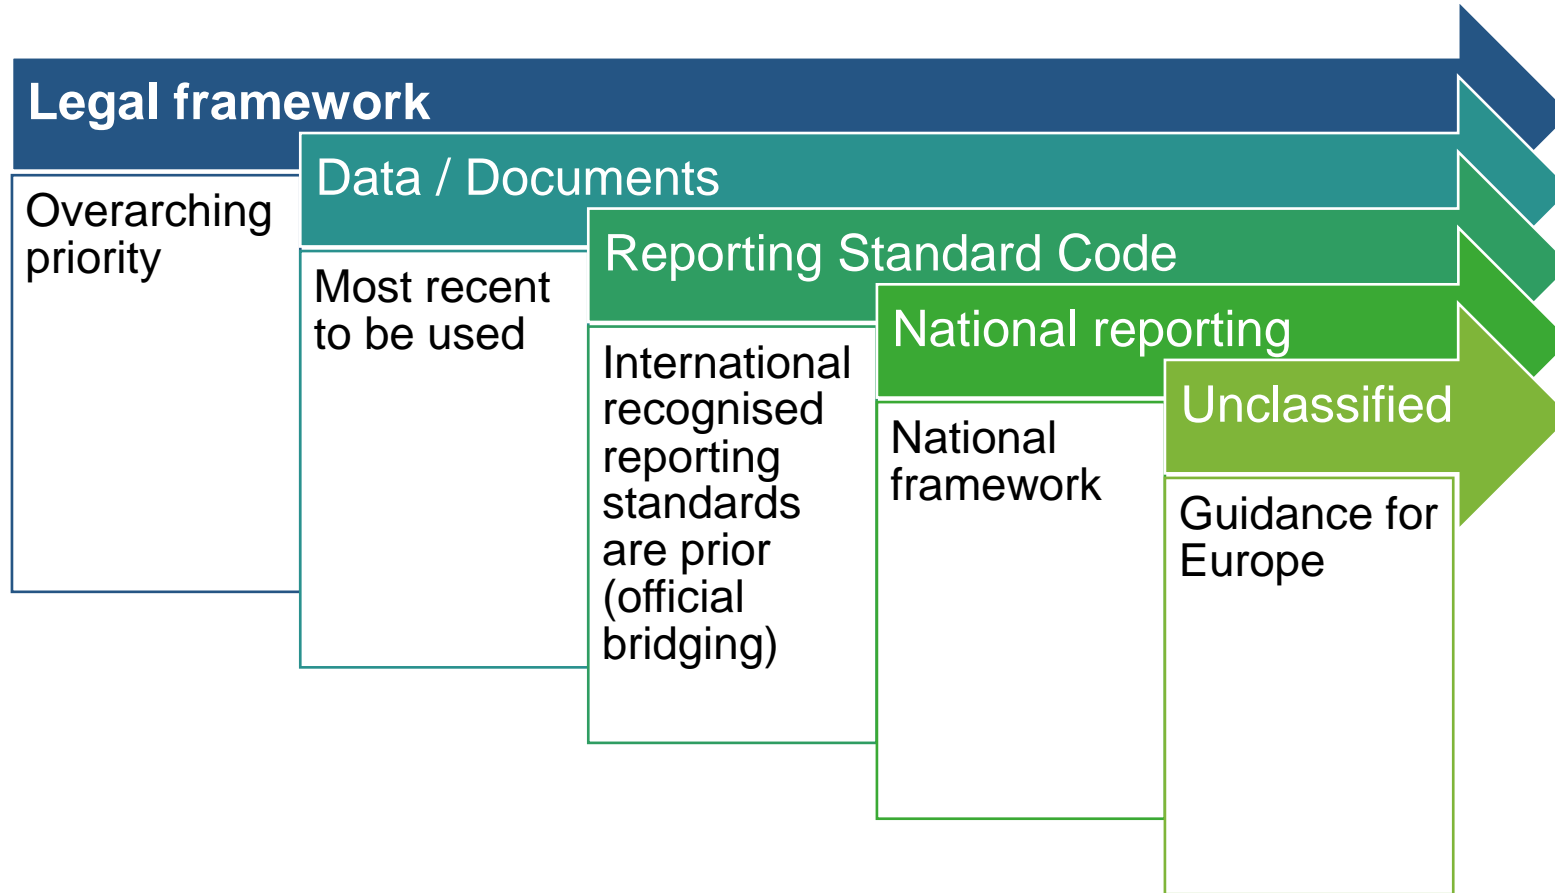 Legal framework
Overarching
priority
Data / Documents
Most recent
to be used
Reporting Standard Code
International
recognised
reporting
standards
are prior
(official
bridging)
National reporting
National
framework
Unclassified
Guidance for
Europe